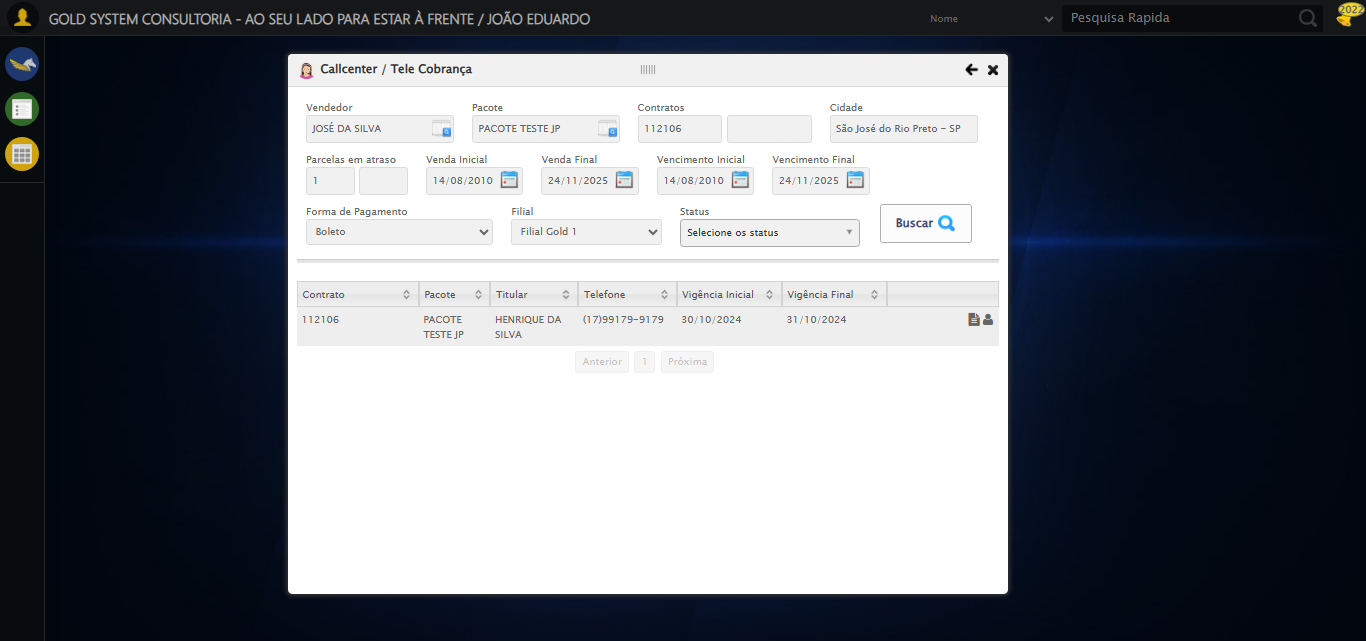 GOLD SYSTEM CONSULTORIA - AO SEU LADO PARA ESTAR À FRENTE / JOÃO EDUARDO
Nome
Pesquisa Rapida
2022
Callcenter / Tele Cobrança
Vendedor Pacote Contratos Cidade
JOSÉ DA SILVA PACOTE TESTE JP 112106 São José do Rio Preto - SP
Parcelas em atraso Venda Inicial Venda Final Vencimento Inicial Vencimento Final
1 14/08/2010 24/11/2025 14/08/2010 24/11/2025
Forma de Pagamento Filial Status
Boleto Filial Gold 1 Selecione os status Buscar
Contrato Pacote Titular Telefone Vigência Inicial Vigência Final
112106 PACOTE HENRIQUE DA (17)99179-9179 30/10/2024 31/10/2024
TESTE JP SILVA
Anterior 1 Próxima